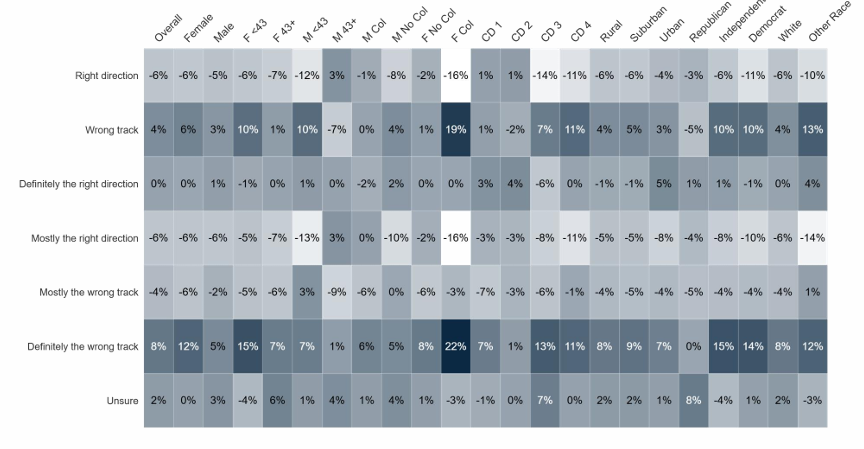 Overall Female Male F <43 F 43+ M <43 M 43+ M Col M No Col F No Col F Col CD 1 CD 2 CD 3 CD 4 Rural Suburban Urban Republican Independent Democrat White Other Race
Right direction -6% -6% -5% -6% -7% -12% 3% -1% -8% -2% -16% 1% 1% -14% -11% -6% -6% -4% -3% -6% -11% -6% -10%
Wrong track 4% 6% 3% 10% 1% 10% -7% 0% 4% 1% 19% 1% -2% 7% 11% 4% 5% 3% -5% 10% 10% 4% 13%
Definitely the right direction 0% 0% 1% -1% 0% 1% 0% -2% 2% 0% 0% 3% 4% -6% 0% -1% -1% 5% 1% 1% -1% 0% 4%
Mostly the right direction -6% -6% -6% -5% -7% -13% 3% 0% -10% -2% -16% -3% -3% -8% -11% -5% -5% -8% -4% -8% -10% -6% -14%
Mostly the wrong track -4% -6% -2% -5% -6% 3% -9% -6% 0% -6% -3% -7% -3% -6% -1% -4% -5% -4% -5% -4% -4% -4% 1%
Definitely the wrong track 8% 12% 5% 15% 7% 7% 1% 6% 5% 8% 22% 7% 1% 13% 11% 8% 9% 7% 0% 15% 14% 8% 12%
Unsure 2% 0% 3% -4% 6% 1% 4% 1% 4% 1% -3% -1% 0% 7% 0% 2% 2% 1% 8% -4% 1% 2% -3%